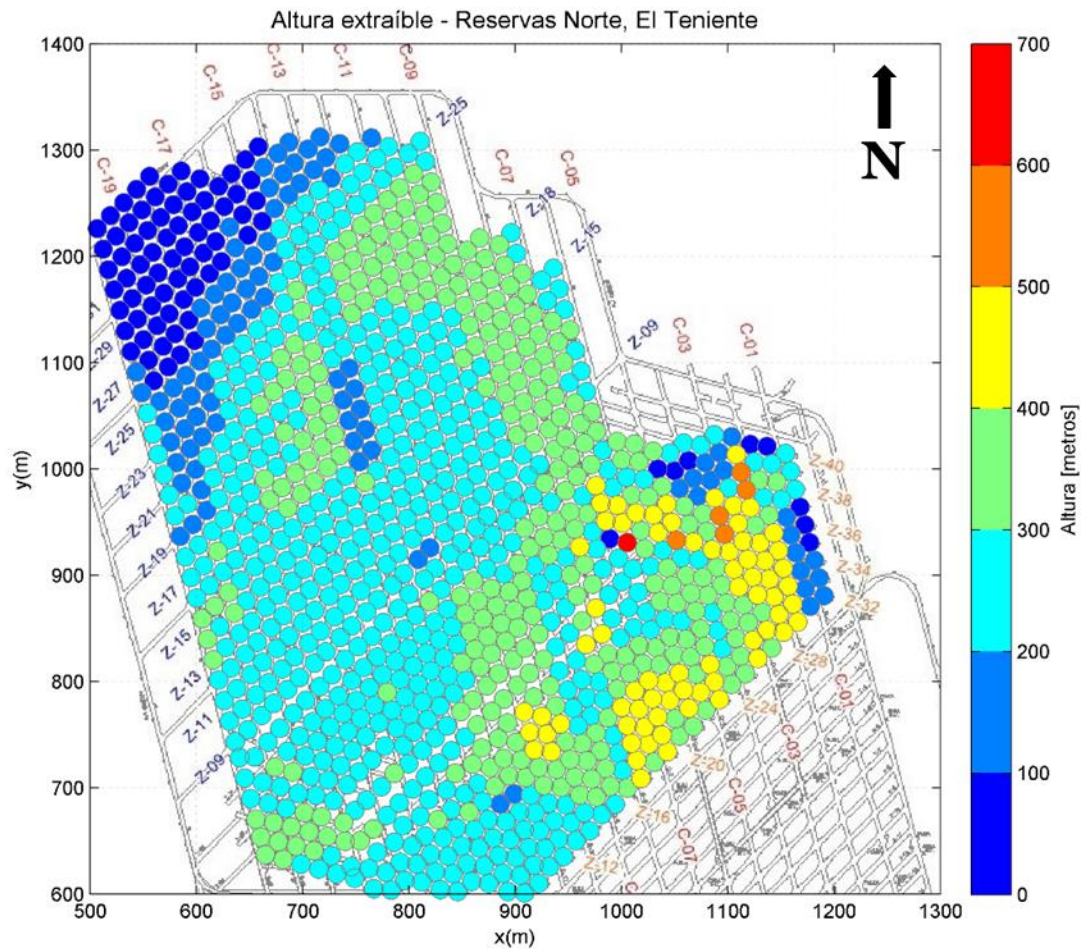 Altura extraíble - Reservas Norte, El Teniente
1400
1300
1200
1100
1000
900
800
700
600
y(m)
500
600
700
800
900
1000
1100
1200
1300
x(m)
N
C-19
C-17
C-15
C-13
C-11
C-09
Z-25
C-07
Z-18
C-05
Z-15
Z-09
C-03
C-01
Z-40
Z-38
Z-36
Z-34
Z-32
Z-28
Z-24
Z-20
Z-16
Z-12
C-01
C-03
C-05
C-07
-29
Z-27
Z-25
Z-23
Z-21
Z-19
Z-17
Z-15
Z-13
Z-11
Z-09
700
600
500
400
300
200
100
0
Altura [metros]